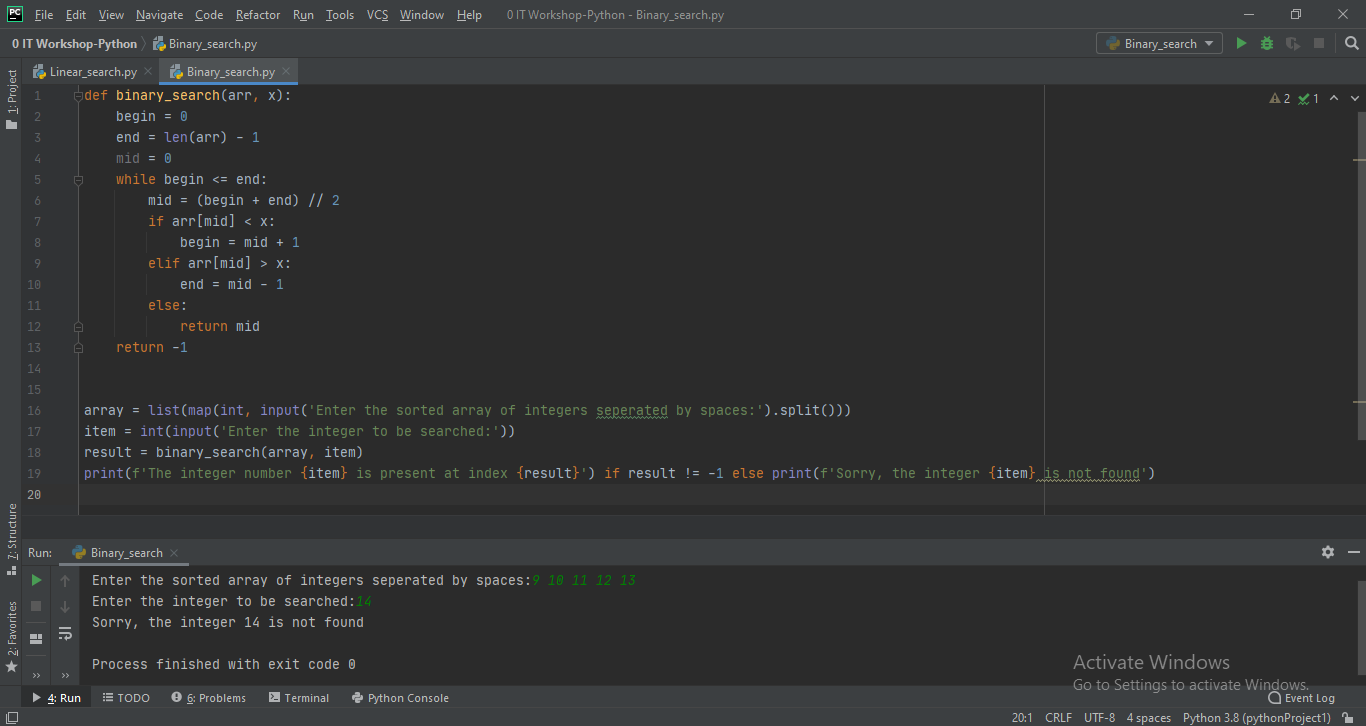 File Edit View Navigate Code Refactor Run Tools VCS Window Help 0 IT Workshop-Python - Binary_search.py
0 IT Workshop-Python Binary_search.py Binary_search
Linear_search.py Binary_search.py
1: Project
2 1
1 def binary_search(arr, x):
2 begin = 0
3 end = len(arr) - 1
4 mid = 0
5 while begin <= end:
6 mid = (begin + end) // 2
7 if arr[mid] < x:
8 begin = mid + 1
9 elif arr[mid] > x:
10 end = mid - 1
11 else:
12 return mid
13 return -1
14
15
16 array = list(map(int, input('Enter the sorted array of integers seperated by spaces:').split()))
17 item = int(input('Enter the integer to be searched:'))
18 result = binary_search(array, item)
19 print(f'The integer number {item} is present at index {result}') if result != -1 else print(f'Sorry, the integer {item} is not found')
20
7: Structure
2: Favorites
Run: Binary_search
Enter the sorted array of integers seperated by spaces:9 10 11 12 13
Enter the integer to be searched:14
Sorry, the integer 14 is not found
Process finished with exit code 0
Activate Windows
Go to Settings to activate Windows.
4: Run TODO 6: Problems Terminal Python Console Event Log
20:1 CRLF UTF-8 4 spaces Python 3.8 (pythonProject1)